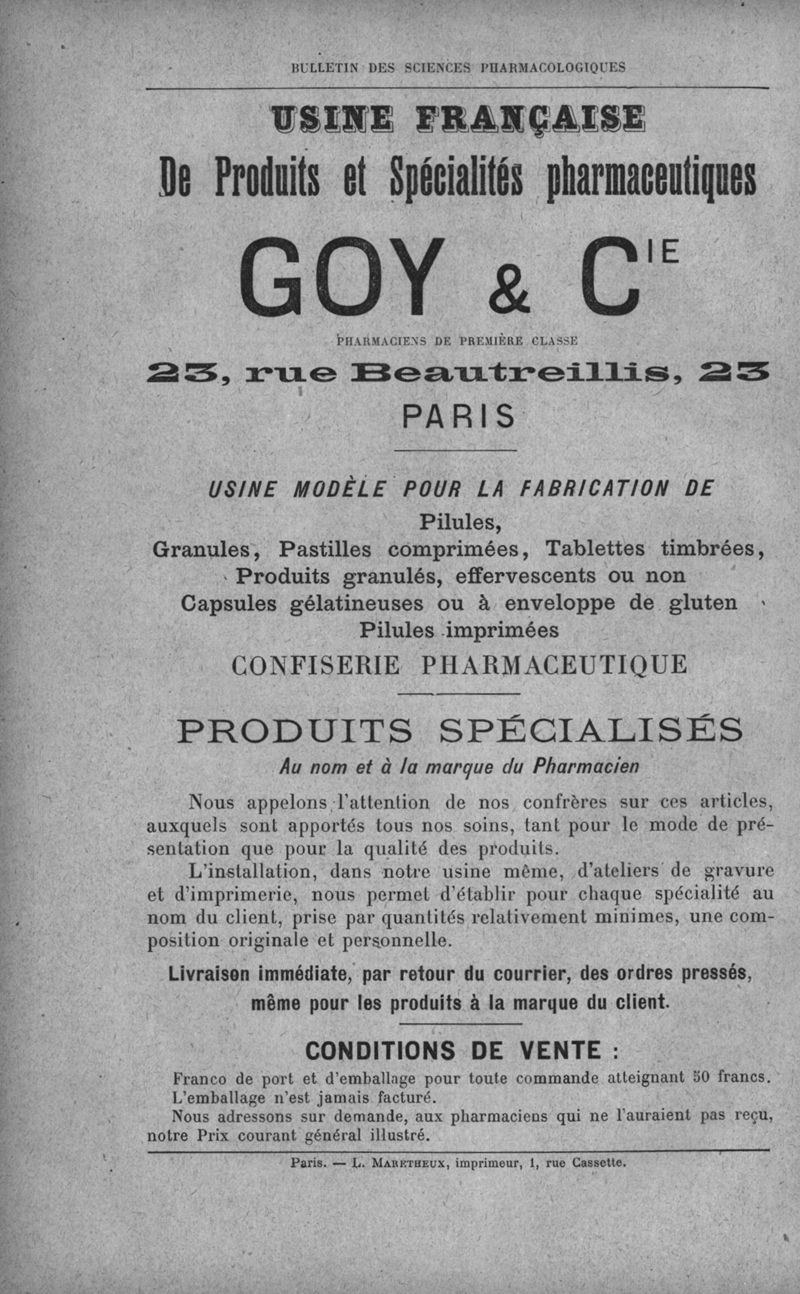 BULLETIN DES SCIENCES PHARMACOLOGIQUES
USINE FRANÇAISE
De Produits et Spécialités pharmaceutiques
GOY & CIE
PHARMACIENS DE PREMIÈRE CLASSE
23, rue Beautreillis, 23
PARIS
USINE MODÈLE POUR LA FABRICATION DE
Pilules,
Granules, Pastilles comprimées, Tablettes timbrées,
Produits granulés, effervescents ou non
Capsules gélatineuses ou à enveloppe de gluten
Pilules imprimées
CONFISERIE PHARMACEUTIQUE
PRODUITS SPÉCIALISÉS
Au nom et à la marque du Pharmacien
Nous appelons l'attention de nos confrères sur ces articles,
auxquels sont apportés tous nos soins, tant pour le mode de pré-
sentation que pour la qualité des produits.
L'installation, dans notre usine même, d'ateliers de gravure
et d'imprimerie, nous permet d'établir pour chaque spécialité au
nom du client, prise par quantités relativement minimes, une com-
position originale et personnelle.
Livraison immédiate, par retour du courrier, des ordres pressés,
même pour les produits à la marque du client.
CONDITIONS DE VENTE :
Franco de port et d'emballage pour toute commande atteignant 50 francs.
L'emballage n'est jamais facturé.
Nous adressons sur demande, aux pharmaciens qui ne l'auraient pas reçu,
notre Prix courant général illustré.
Paris. — L. MARETHEUX, imprimeur, 1, rue Cassette.